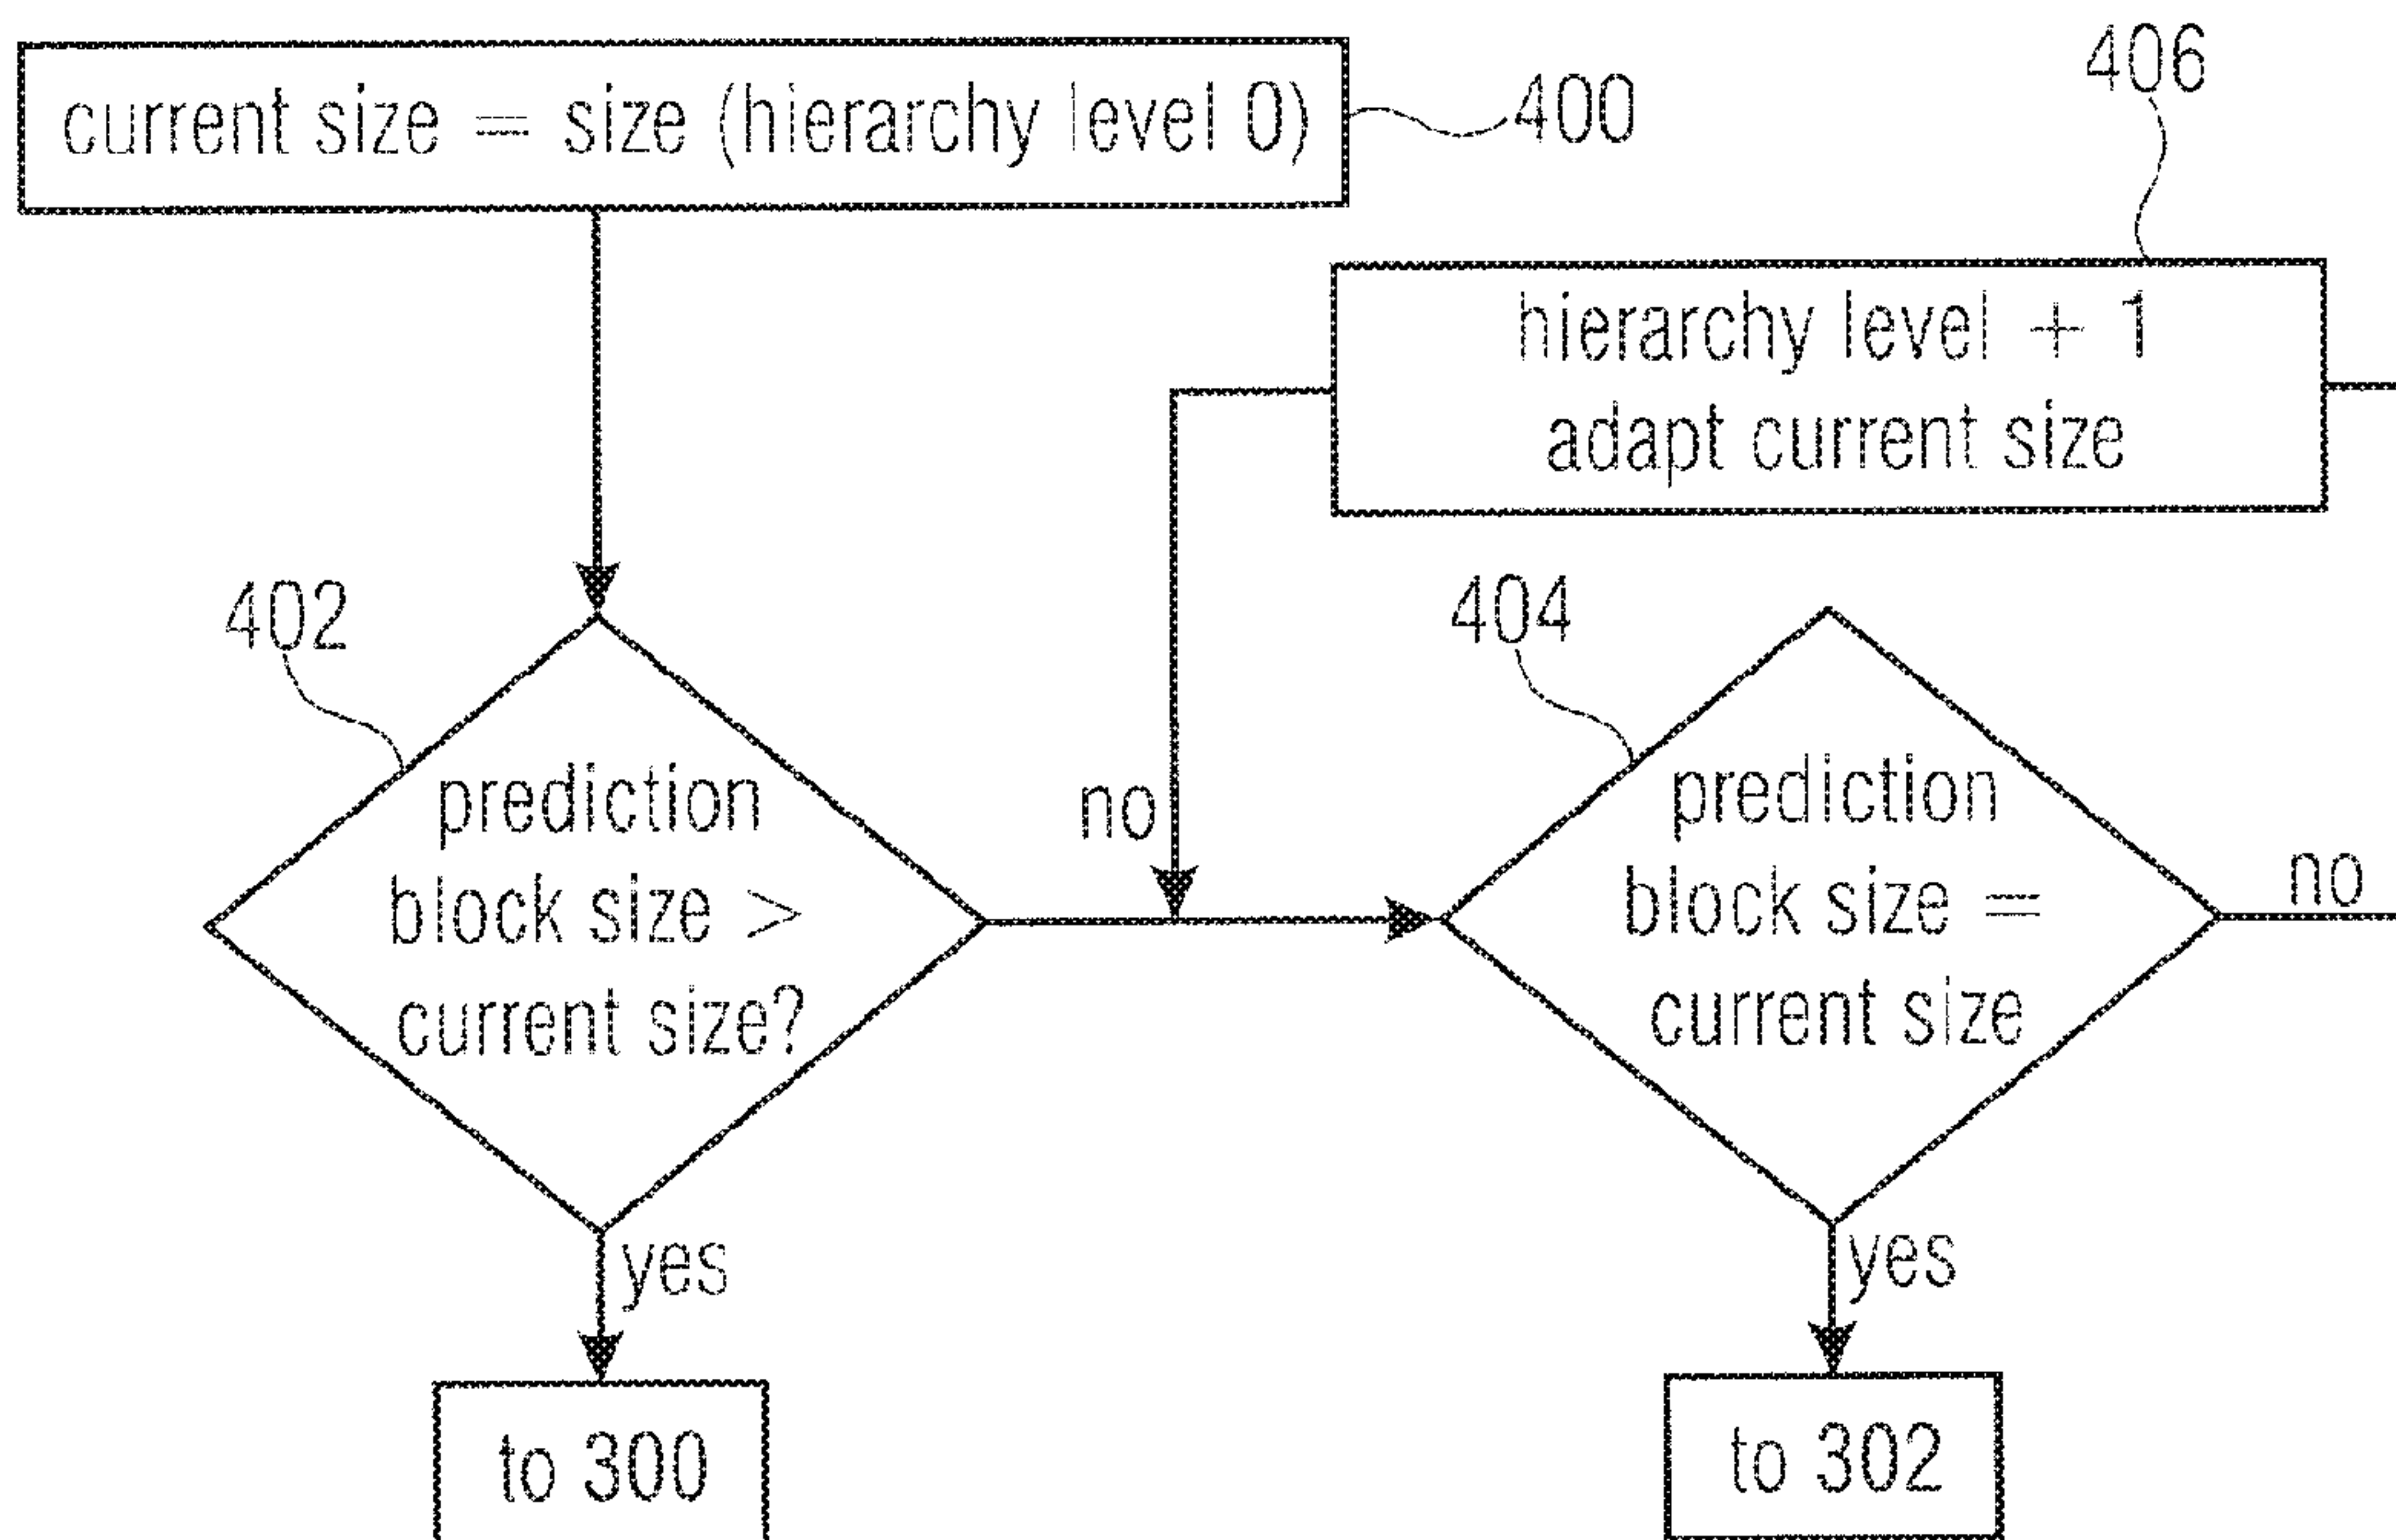 current size = size (hierarchy level 0)
400
406
hierarchy level + 1
adapt current size
402
prediction
block size >
current size?
no
404
prediction
block size =
current size
no
yes
to 300
yes
to 302